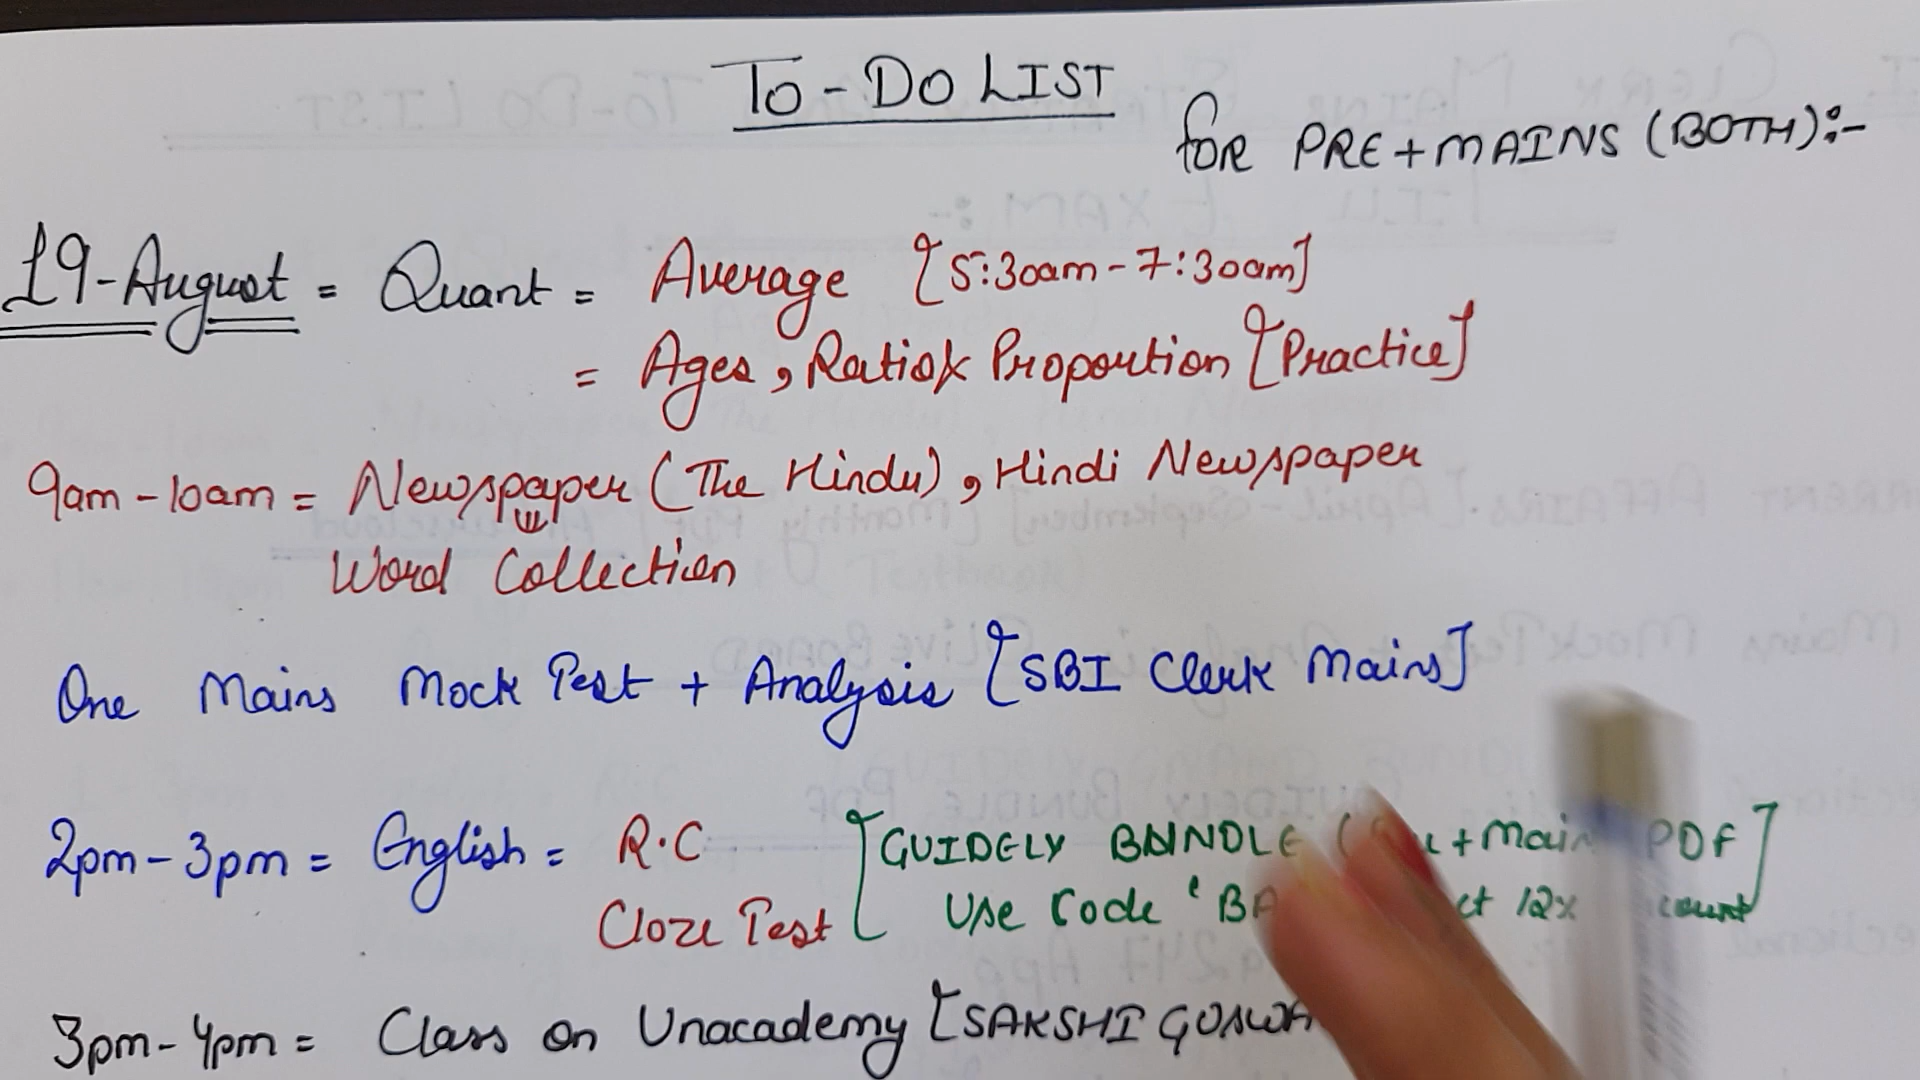 To-Do LIST
for PRE+MAINS (BOTH):-
19-August = Quant = Average [5:30am-7:30am]
= Ages, Ratio & Proportion [Practice]
9am-10am = Newspaper (The Hindu), Hindi Newspaper
Word Collection
One Mains Mock Test + Analysis [SBI Clerk Mains]
2pm-3pm = English = R.C [GUIDELY BUNDLE ( + Main PDF]
Cloze Test Use Code ' 12%
3pm-4pm = Class on Unacademy [SAKSHI